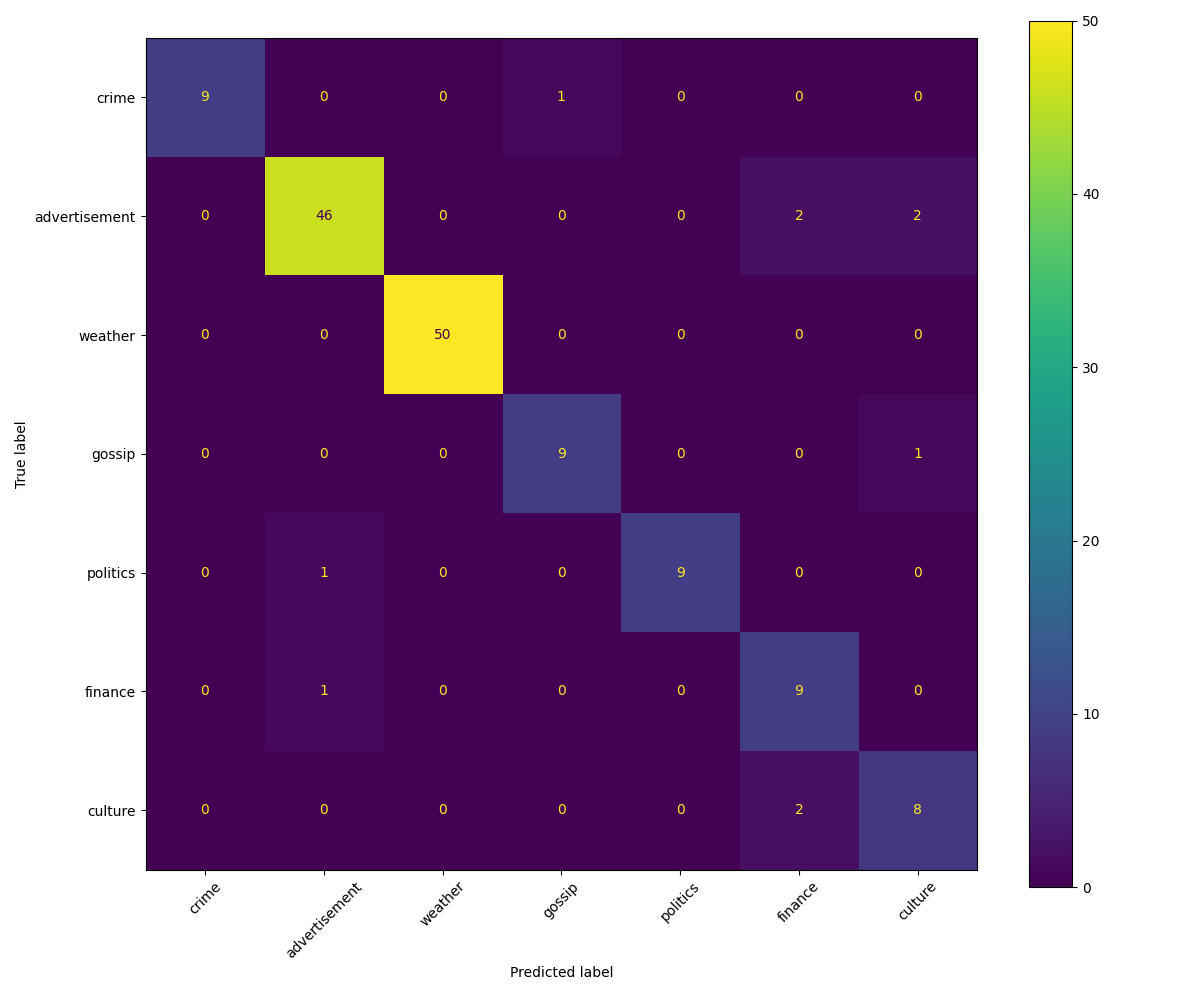 50
crime 9 0 0 1 0 0 0
40
advertisement 0 46 0 0 0 2 2
weather 0 0 50 0 0 0 0
30
True label
gossip 0 0 0 9 0 0 1
20
politics 0 1 0 0 9 0 0
finance 0 1 0 0 0 9 0
10
culture 0 0 0 0 0 2 8
0
crime advertisement weather gossip politics finance culture
Predicted label